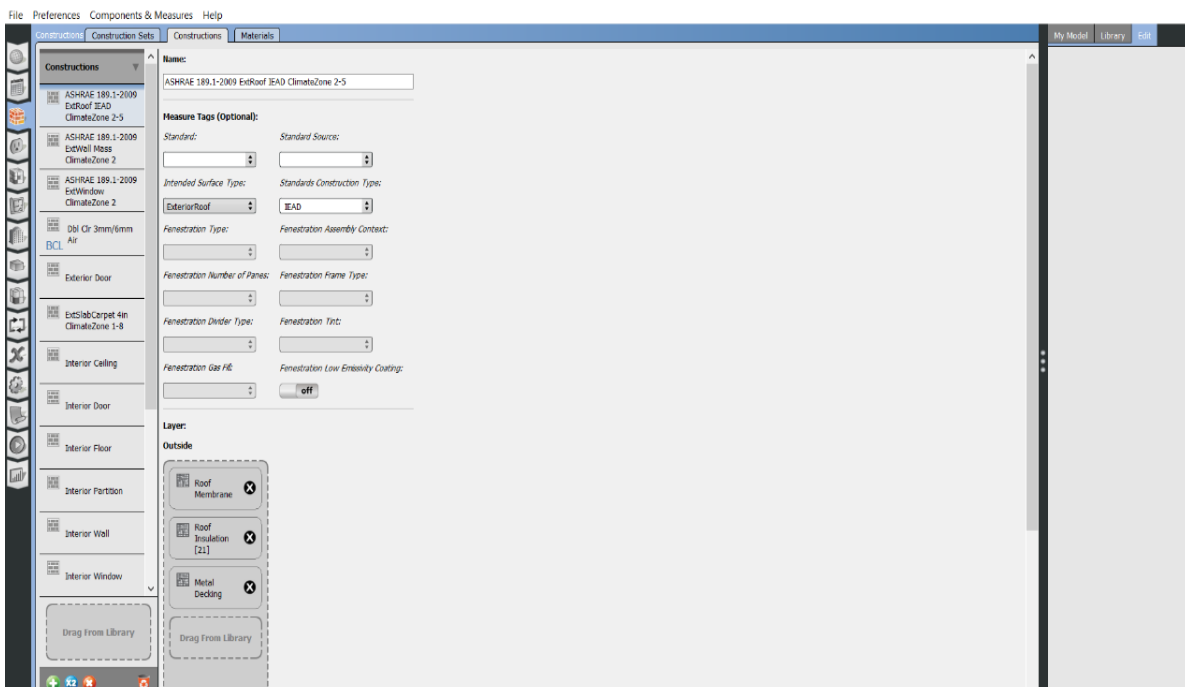 File Preferences Components & Measures Help
Constructions Construction Sets Constructions Materials
My Model Library Edit
Constructions
ASHRAE 189.1-2009
ExtRoof IEAD
ClimateZone 2-5
ASHRAE 189.1-2009
ExtWall Mass
ClimateZone 2
ASHRAE 189.1-2009
ExtWindow
ClimateZone 2
Dbl Clr 3mm/6mm
Air
BCL
Exterior Door
ExtSlabCarpet 4in
ClimateZone 1-8
Interior Ceiling
Interior Door
Interior Floor
Interior Partition
Interior Wall
Interior Window
Drag From Library
x2
Name:
ASHRAE 189.1-2009 ExtRoof IEAD ClimateZone 2-5
Measure Tags (Optional):
Standard: Standard Source:
Intended Surface Type: Standards Construction Type:
ExteriorRoof IEAD
Fenestration Type: Fenestration Assembly Context:
Fenestration Number of Panes: Fenestration Frame Type:
Fenestration Divider Type: Fenestration Tint:
Fenestration Gas Fill: Fenestration Low Emissivity Coating:
off
Layer:
Outside
Roof
Membrane
Roof
Insulation
[21]
Metal
Decking
Drag From Library